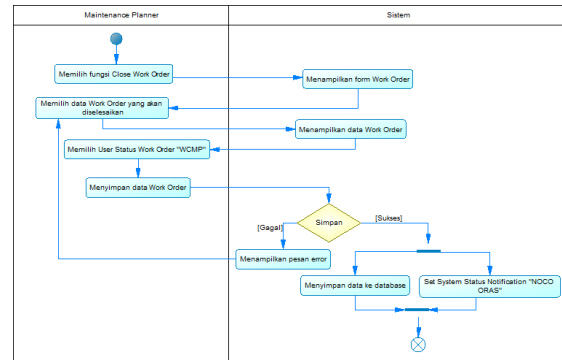 Maintenance Planner
Sistem
Memilih fungsi Close Work Order
Menampilkan form Work Order
Memilih data Work Order yang akan
diselesaikan
Menampilkan data Work Order
Memilih User Status Work Order "WCMP"
Menyimpan data Work Order
Simpan
[Gagal]
[Sukses]
Menampilkan pesan error
Menyimpan data ke database
Set System Status Notification "NOCO
ORAS"